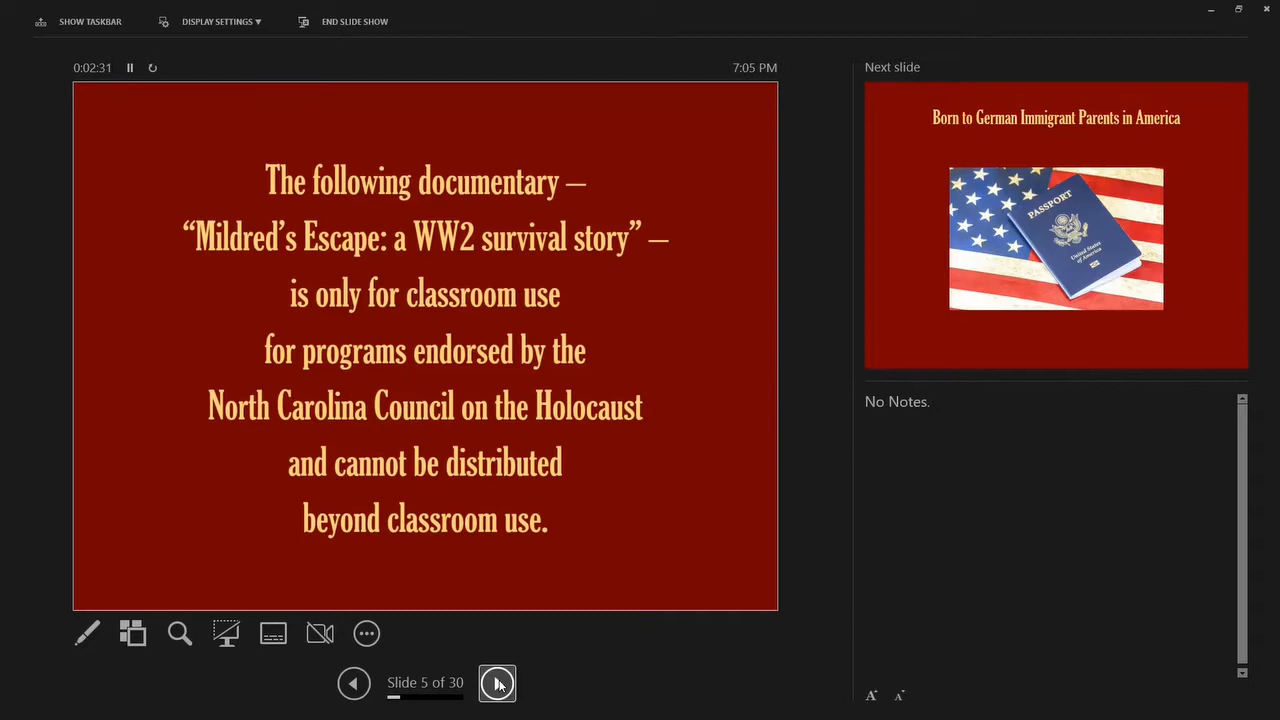 SHOW TASKBAR
DISPLAY SETTINGS
END SLIDE SHOW
0:02:31
7:05 PM
The following documentary –
“Mildred’s Escape: a WW2 survival story” –
is only for classroom use
for programs endorsed by the
North Carolina Council on the Holocaust
and cannot be distributed
beyond classroom use.
Slide 5 of 30
Next slide
Born to German Immigrant Parents in America
PASSPORT
United States
of America
No Notes.
A
A